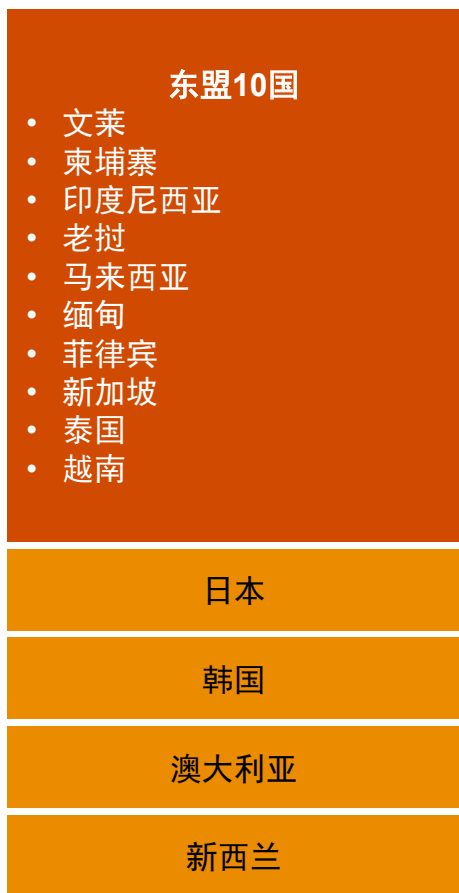 东盟10国
• 文莱
• 柬埔寨
• 印度尼西亚
• 老挝
• 马来西亚
• 缅甸
• 菲律宾
• 新加坡
• 泰国
• 越南
日本
韩国
澳大利亚
新西兰